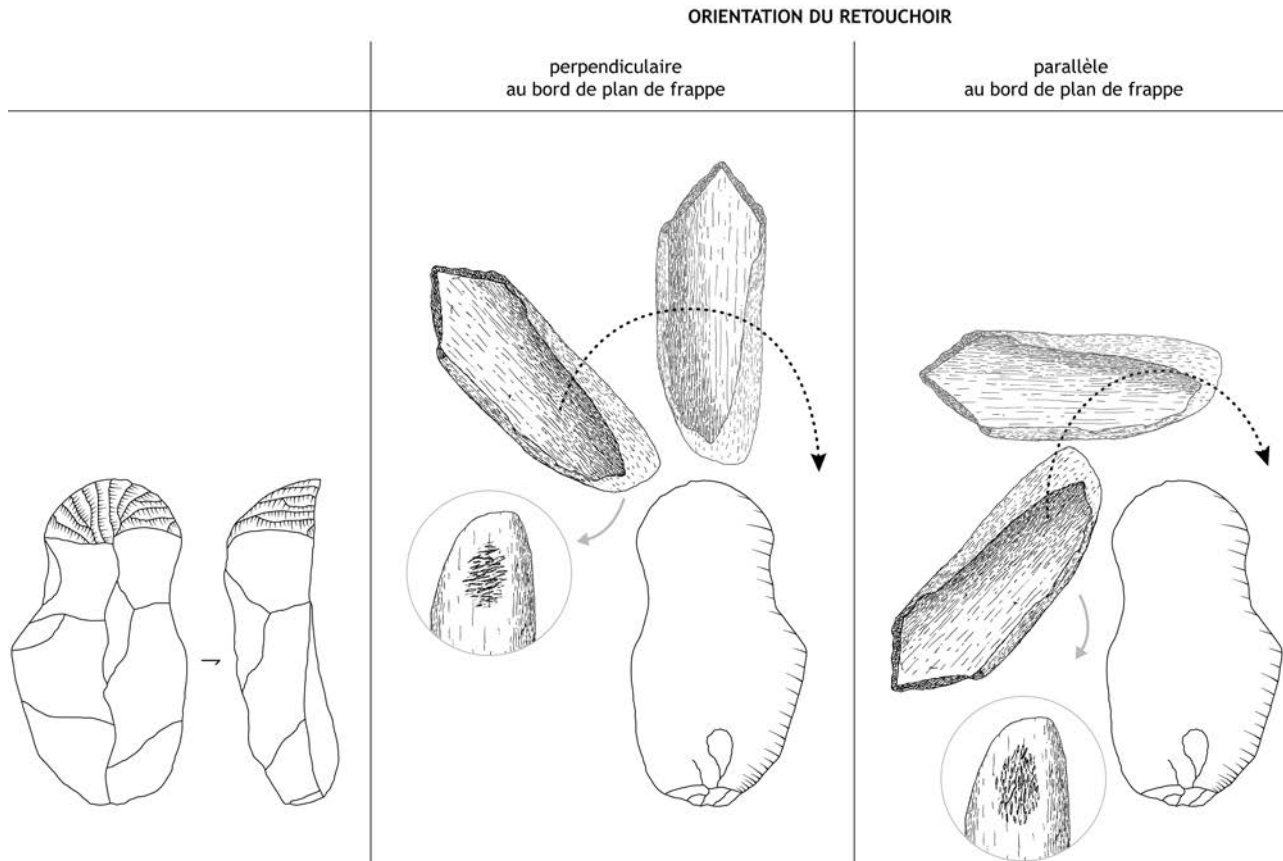 ORIENTATION DU RETOUCHOIR
perpendiculaire
au bord de plan de frappe
parallèle
au bord de plan de frappe